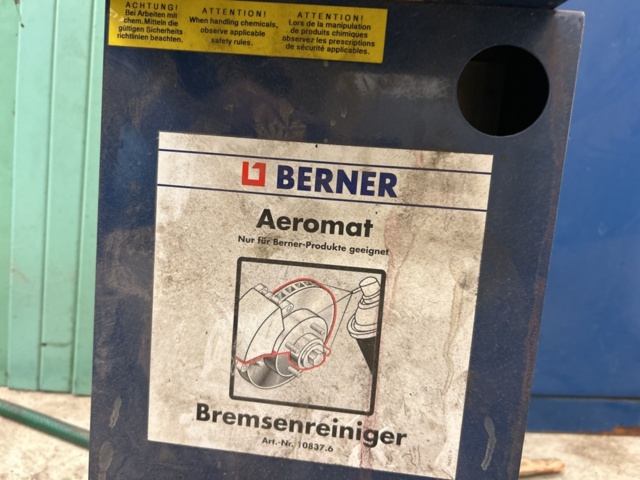 ACHTUNG!
Bei Arbeiten mit
chem. Mitteln die
gültigen Sicherheits
richtlinien beachten.
ATTENTION!
When handling chemicals,
observe applicable
safety rules.
ATTENTION!
Lors de la manipulation
de produits chimiques
observez les prescriptions
de sécurité applicables.
BERNER
Aeromat
Nur für Berner-Produkte geeignet
Bremsenreiniger
Art.-Nr. 10837.6